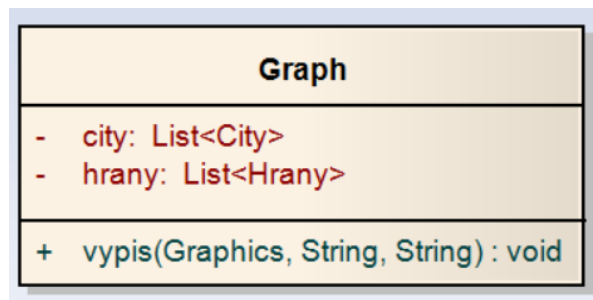 Graph
- city: List<City>
- hrany: List<Hrany>
+ vypis(Graphics, String, String) : void